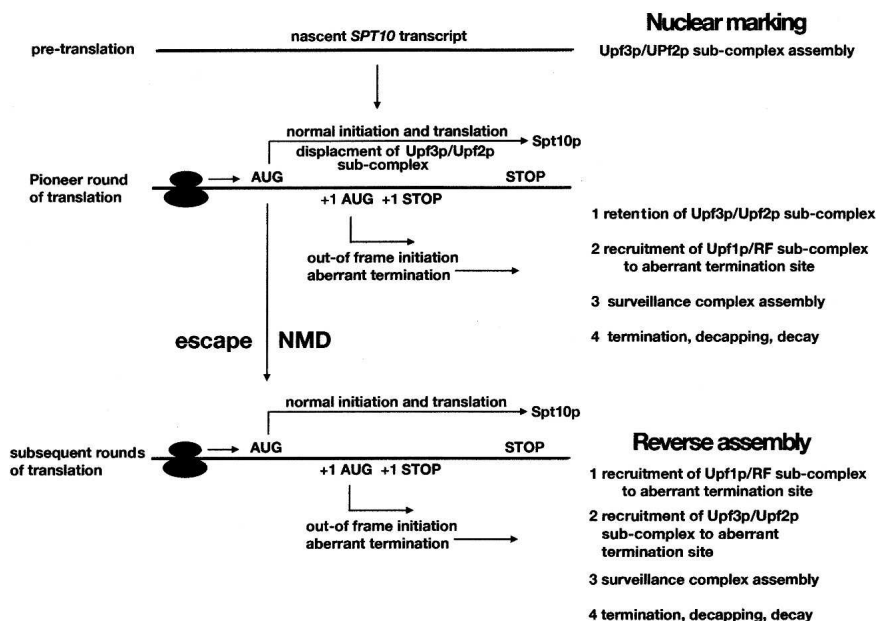 Nuclear marking
nascent SPT10 transcript
pre-translation
Upf3p/UPf2p sub-complex assembly
normal initiation and translation
Spt10p
displacment of Upf3p/Upf2p
sub-complex
AUG
STOP
Pioneer round
of translation
+1 AUG +1 STOP
out-of frame initiation
aberrant termination
1 retention of Upf3p/Upf2p sub-complex
2 recruitment of Upf1p/RF sub-complex
to aberrant termination site
3 surveillance complex assembly
4 termination, decapping, decay
escape NMD
normal initiation and translation
Spt10p
AUG
STOP
subsequent rounds
of translation
+1 AUG +1 STOP
out-of frame initiation
aberrant termination
Reverse assembly
1 recruitment of Upf1p/RF sub-complex
to aberrant termination site
2 recruitment of Upf3p/Upf2p
sub-complex to aberrant
termination site
3 surveillance complex assembly
4 termination, decapping, decay